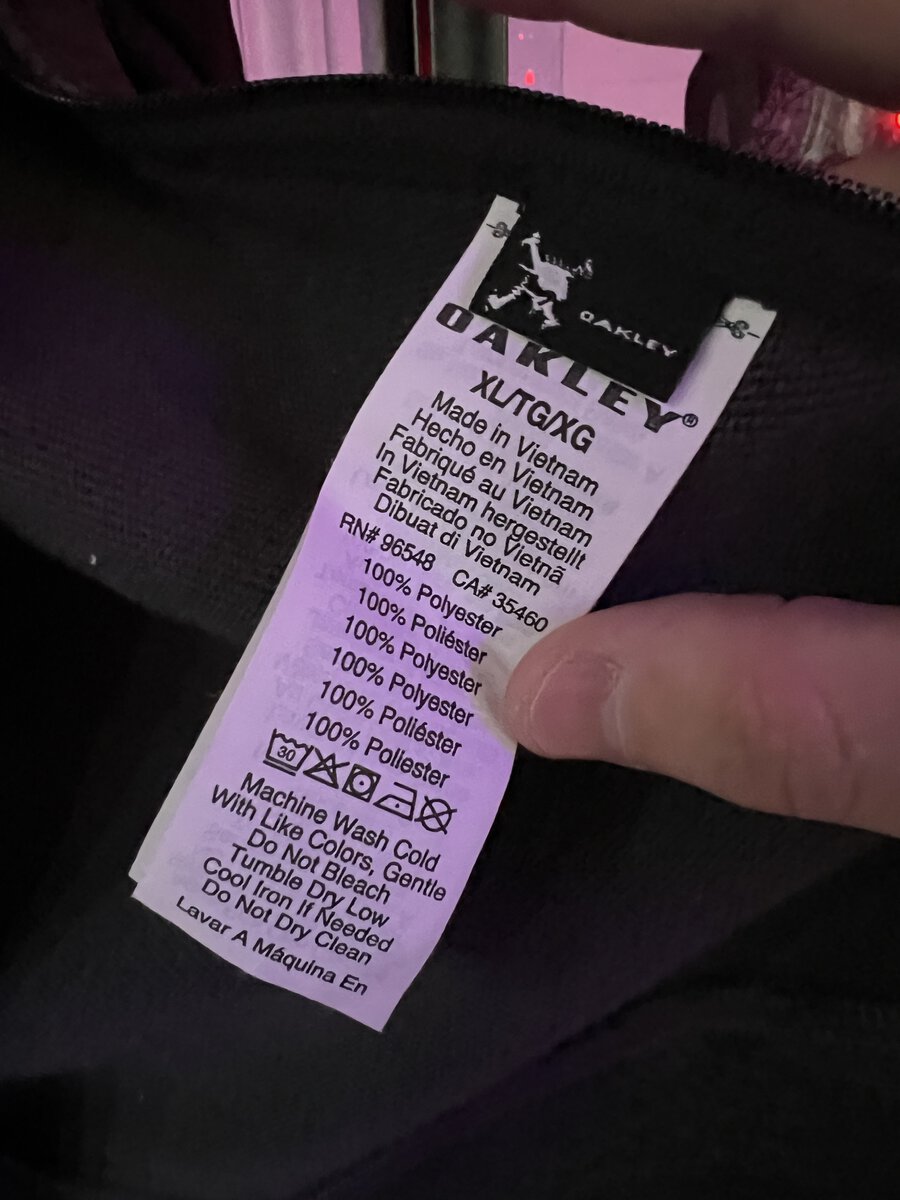 OAKLEY
OAKLEY®
XL/TG/XG
Made in Vietnam
Hecho en Vietnam
Fabriqué au Vietnam
In Vietnam hergestellt
Fabricado no Vietnã
Dibuat di Vietnam
RN# 96548 CA# 35460
100% Polyester
100% Poliéster
100% Polyester
100% Polyester
100% Poliéster
100% Poliester
30
Machine Wash Cold
With Like Colors, Gentle
Do Not Bleach
Tumble Dry Low
Cool Iron If Needed
Do Not Dry Clean
Lavar A Máquina En